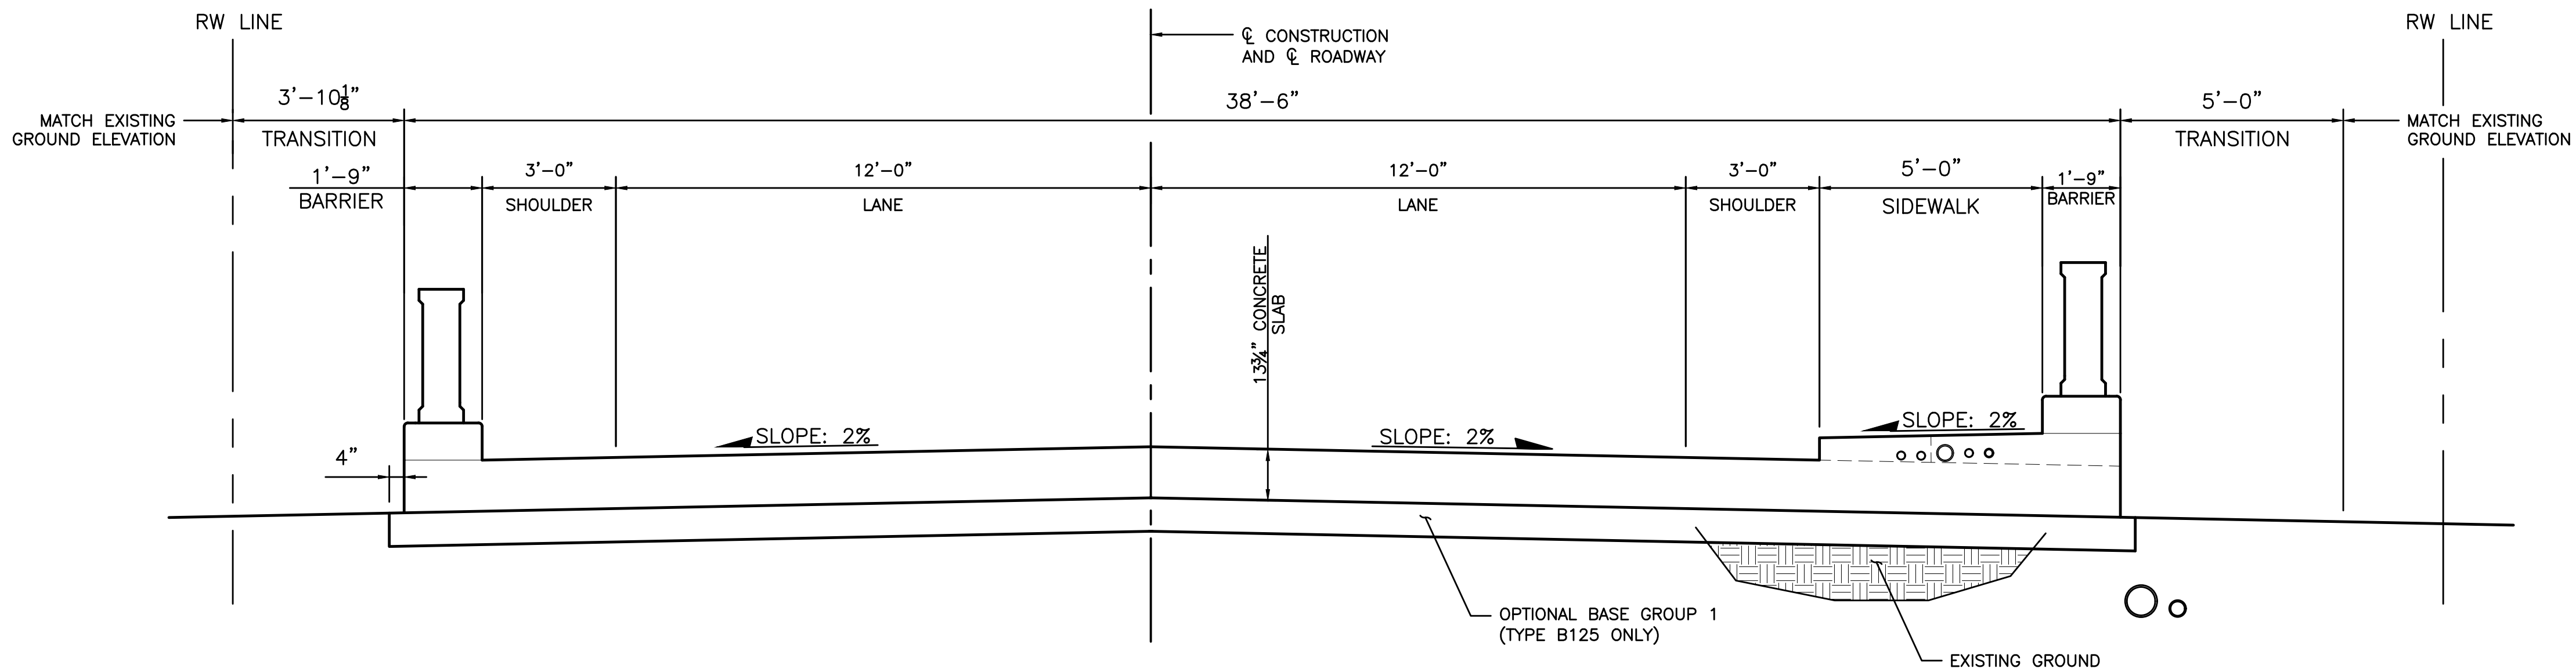 RW LINE
℄ CONSTRUCTION
AND ℄ ROADWAY
RW LINE
3'-10⅛"
38'-6"
5'-0"
MATCH EXISTING
GROUND ELEVATION
TRANSITION
TRANSITION
MATCH EXISTING
GROUND ELEVATION
1'-9"
BARRIER
3'-0"
SHOULDER
12'-0"
LANE
12'-0"
LANE
3'-0"
SHOULDER
5'-0"
SIDEWALK
1'-9"
BARRIER
13¾" CONCRETE
SLAB
SLOPE: 2%
SLOPE: 2%
SLOPE: 2%
4"
OPTIONAL BASE GROUP 1
(TYPE B125 ONLY)
EXISTING GROUND